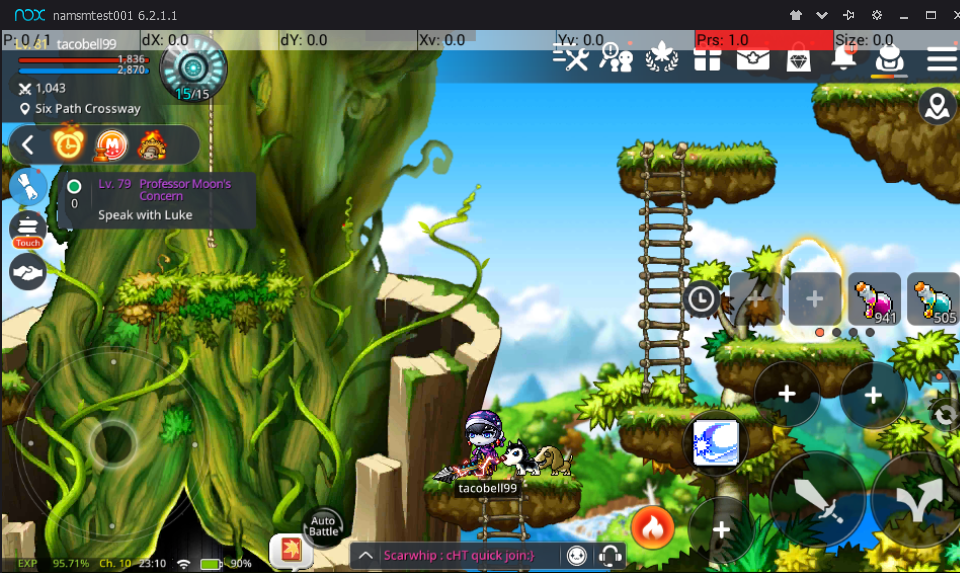 nox namsmtest001 6.2.1.1
P: 0 / 1 dX: 0.0 dY: 0.0 Xv: 0.0 Yv: 0.0 Prs: 1.0 Size: 0.0
Lv. 81 tacobell99
1,836
2,870
15/15
1,043
Six Path Crossway
M
Lv. 79 Professor Moon's
Concern
0
Speak with Luke
Touch
941
505
tacobell99
Auto
Battle
Scarwhip : cHT quick join:}
EXP 95.71% Ch. 10 23:10 90%